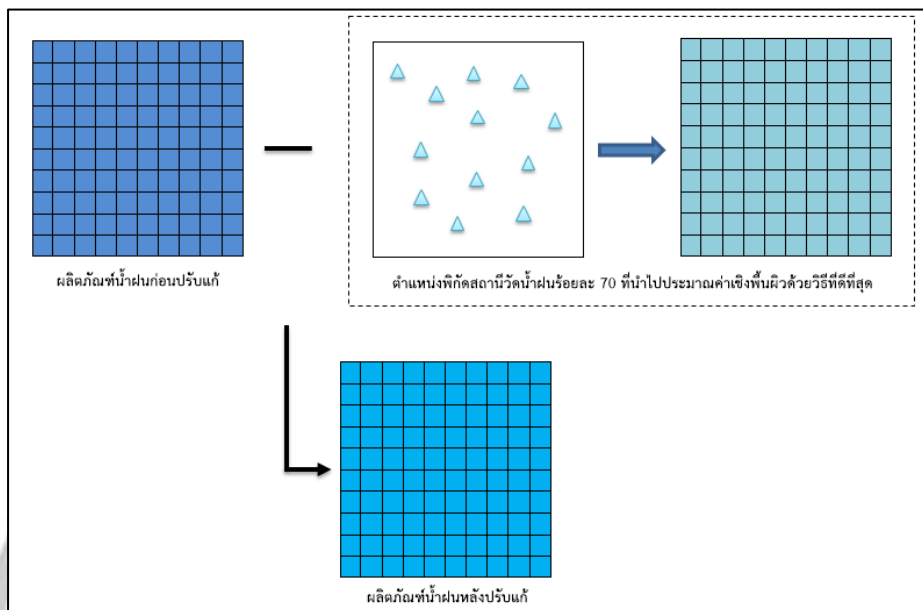 ผลิตภัณฑ์น้ำฝนก่อนปรับแก้
ตำแหน่งพิกัดสถานีวัดน้ำฝนร้อยละ 70 ที่นำไปประมาณค่าเชิงพื้นผิวด้วยวิธีที่ดีที่สุด
ผลิตภัณฑ์น้ำฝนหลังปรับแก้